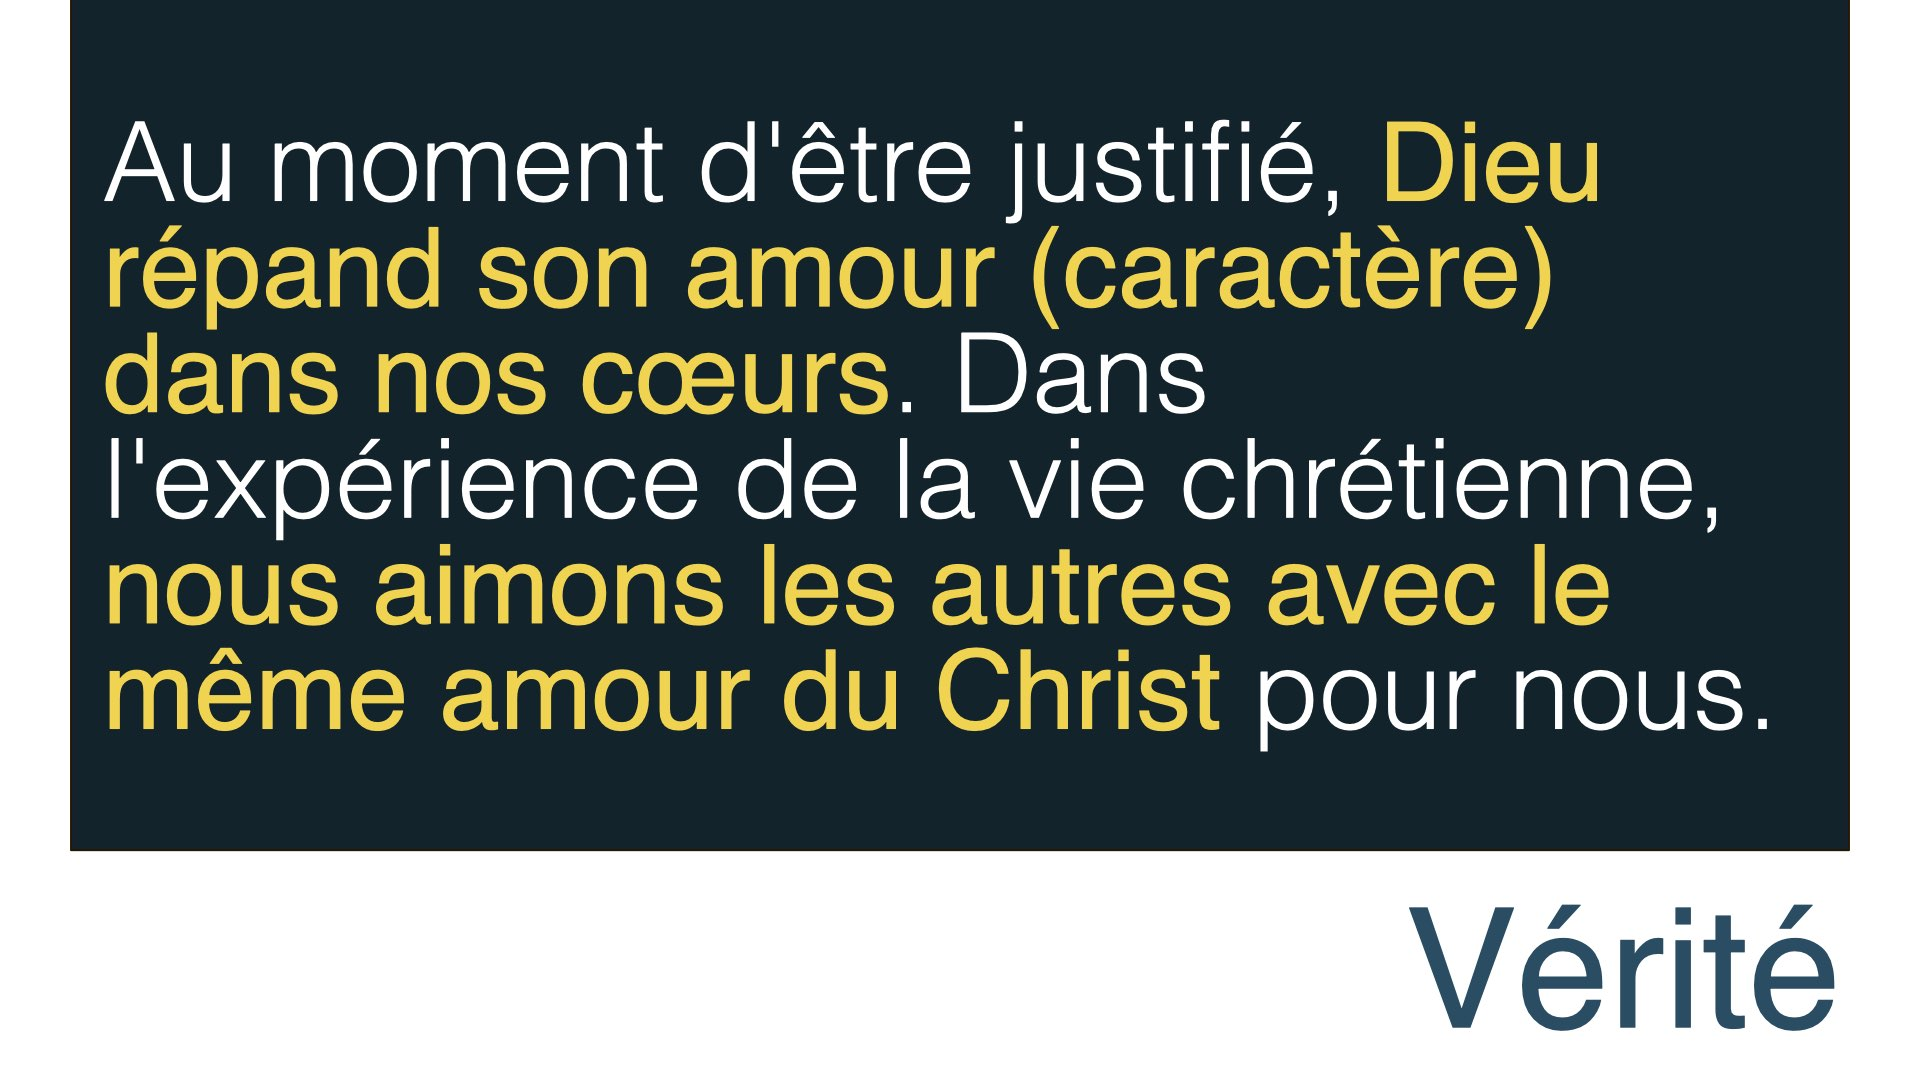 Au moment d'être justifié, Dieu
répand son amour (caractère)
dans nos cœurs. Dans
l'expérience de la vie chrétienne,
nous aimons les autres avec le
même amour du Christ pour nous.
Vérité